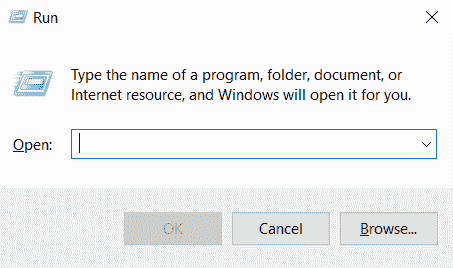 Run
Type the name of a program, folder, document, or
Internet resource, and Windows will open it for you.
Open:
OK
Cancel
Browse...